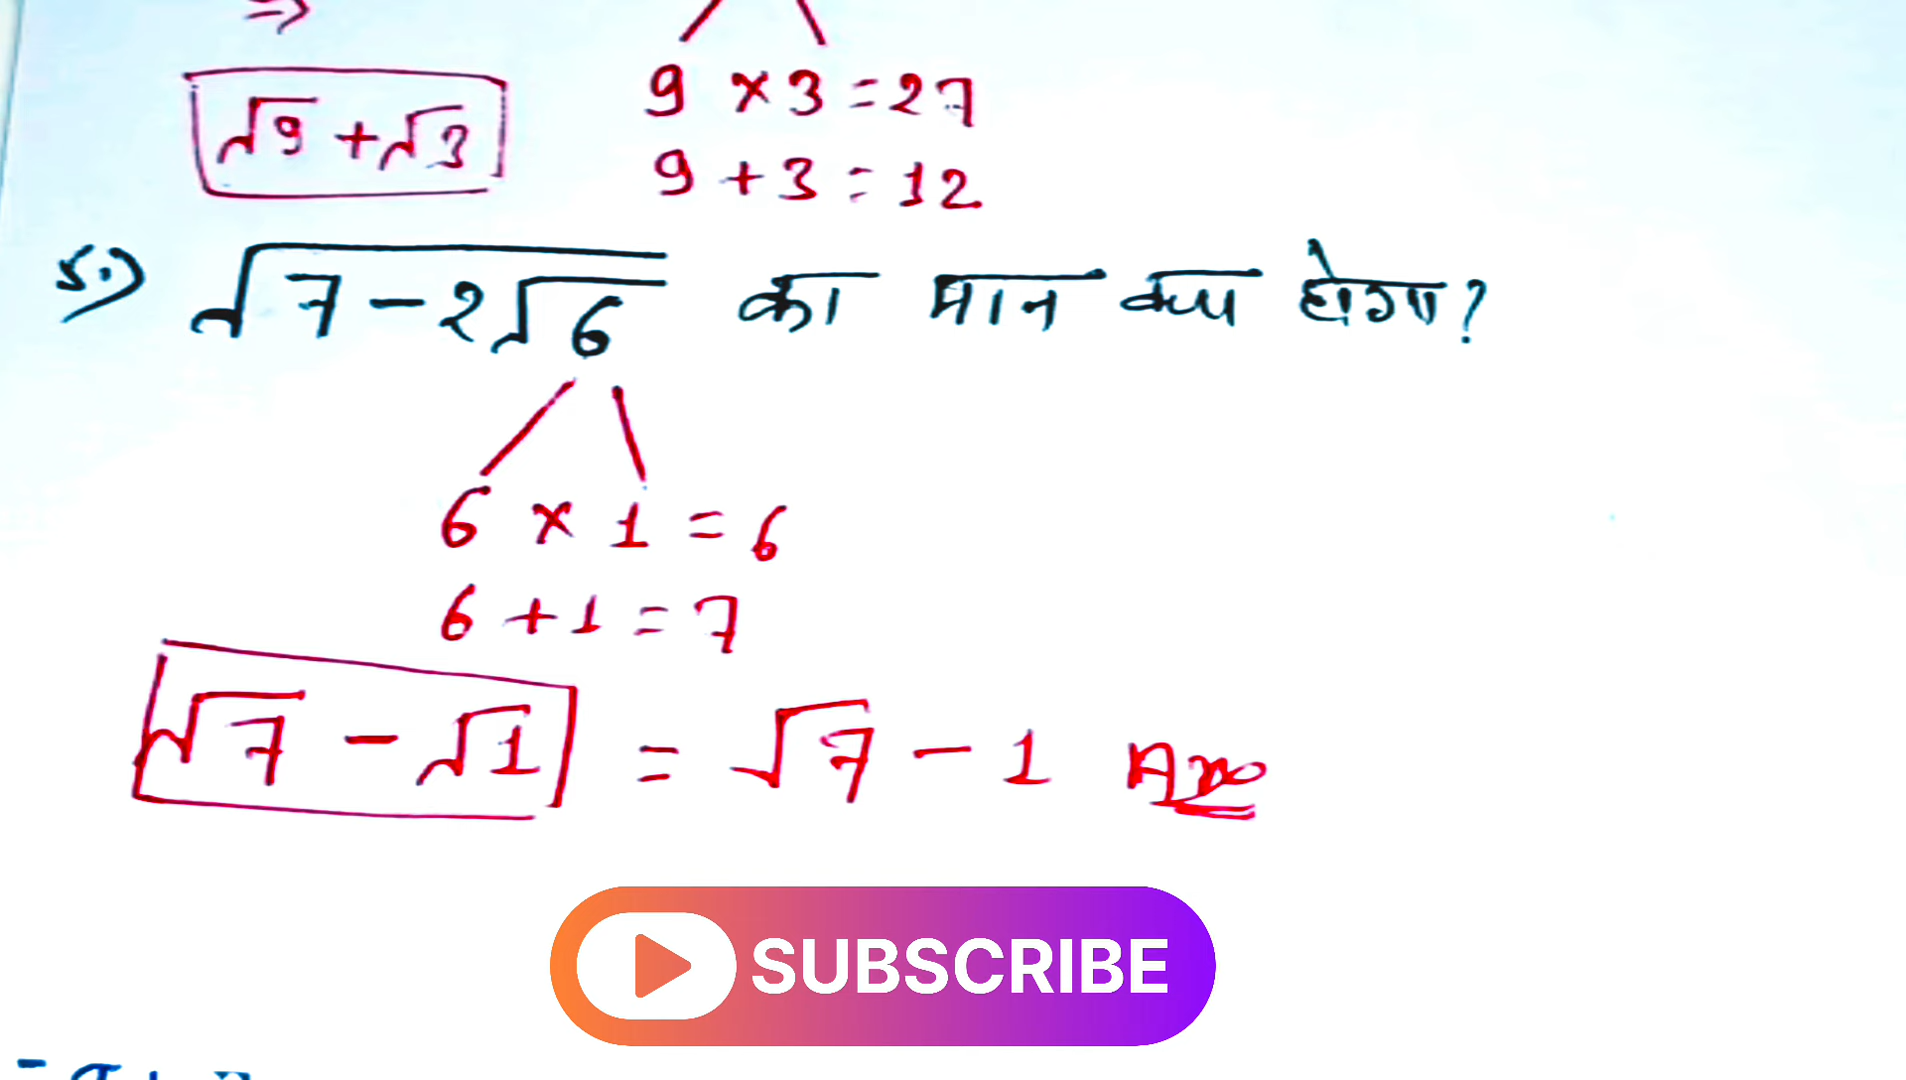 =>
9 × 3 = 27
√9 + √3
9 + 3 = 12
5.) √(7 - 2√6) का मान क्या होगा?
6 × 1 = 6
6 + 1 = 7
√7 - √1 = √7 - 1 Ans
SUBSCRIBE